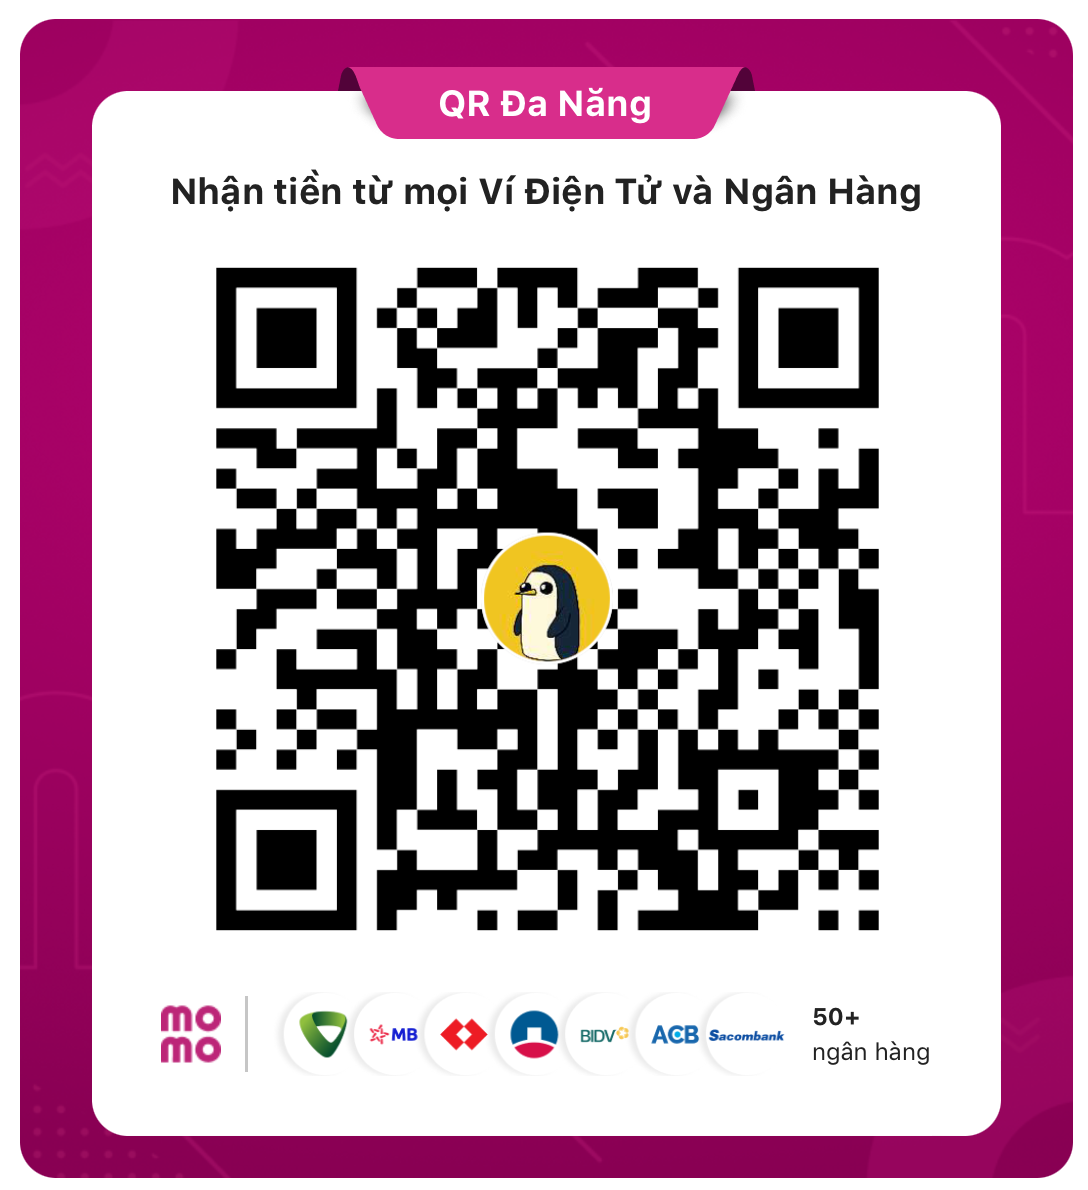 QR Đa Năng
Nhận tiền từ mọi Ví Điện Tử và Ngân Hàng
mo
mo
MB
BIDV
ACB
Sacombank
50+
ngân hàng